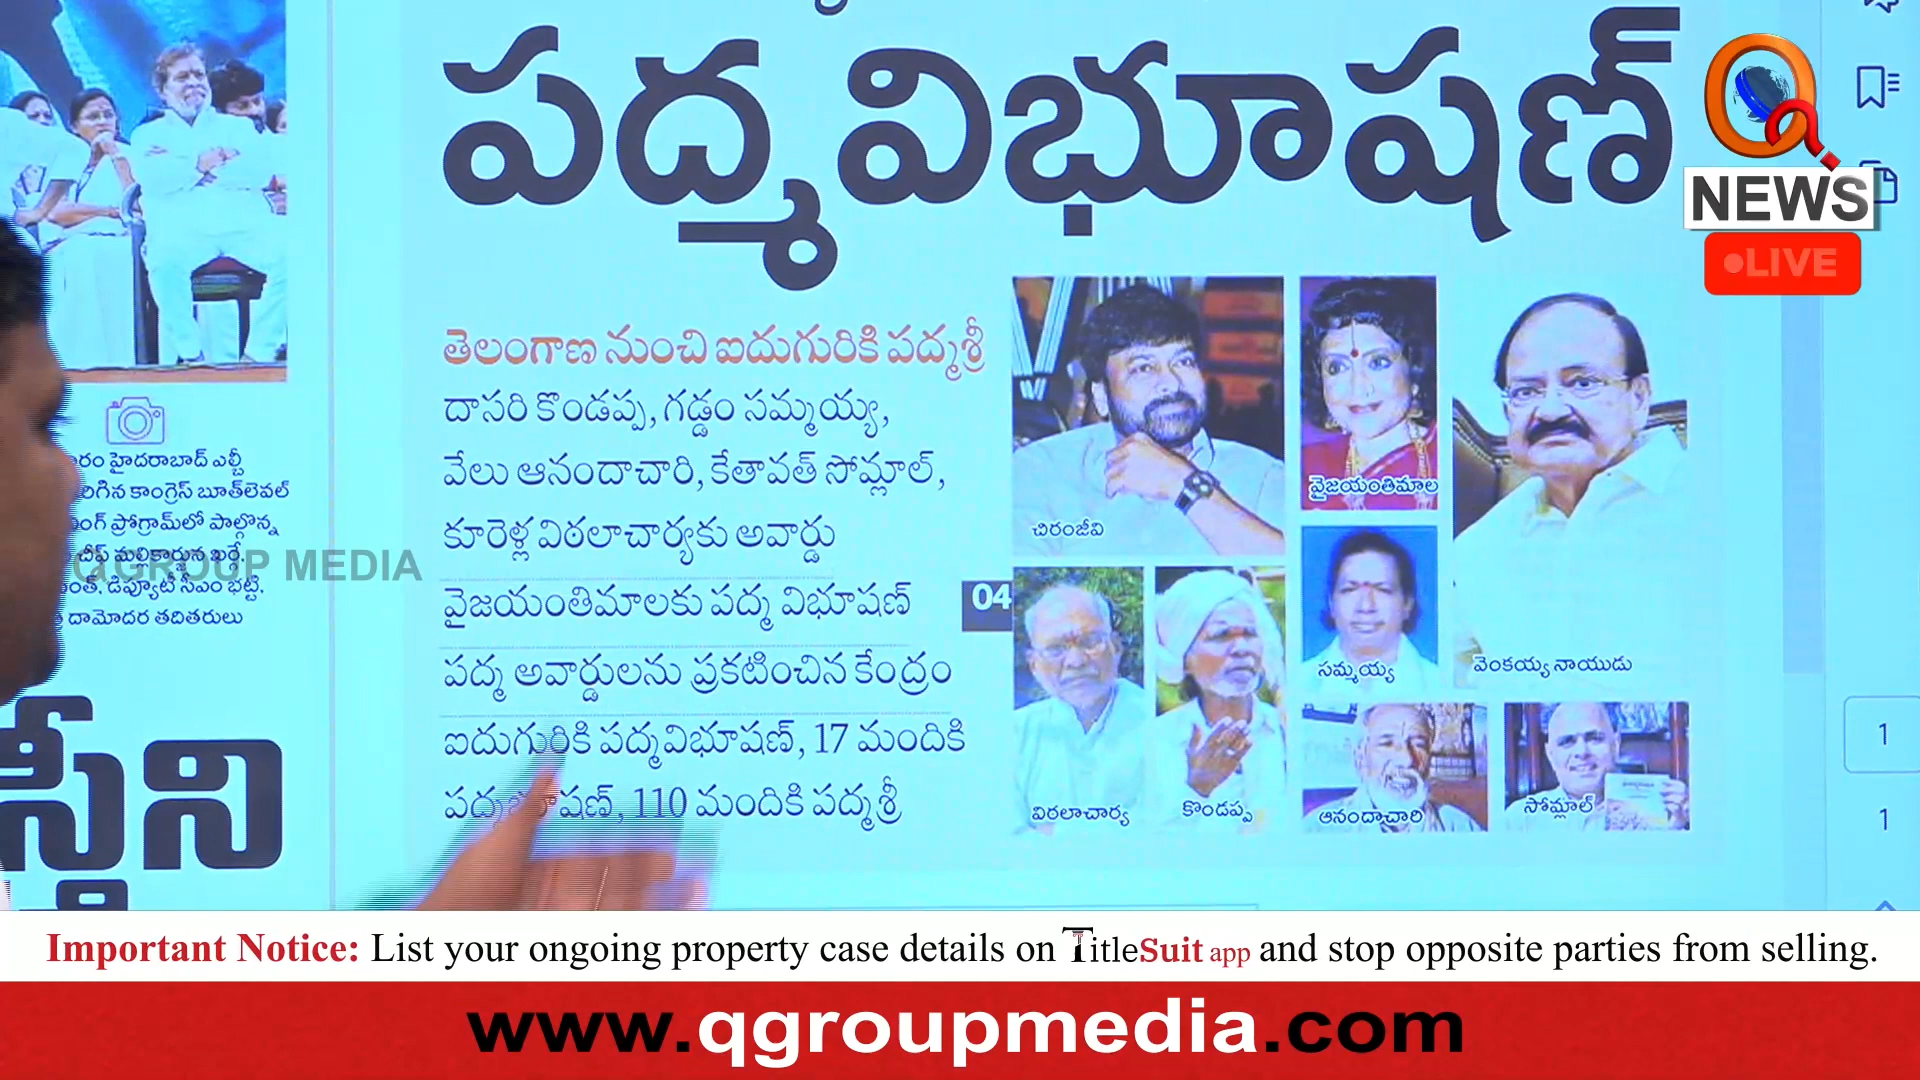 పద్మవిభూషణ్
NEWS
LIVE
తెలంగాణ నుంచి ఐదుగురికి పద్మశ్రీ
దాసరి కొండప్ప, గడ్డం సమ్మయ్య,
వేలు ఆనందాచారి, కేతావత్ సోమ్లాల్,
కూరెళ్ల విఠలాచార్యకు అవార్డు
వైజయంతిమాలకు పద్మ విభూషణ్
పద్మ అవార్డులను ప్రకటించిన కేంద్రం
ఐదుగురికి పద్మవిభూషణ్, 17 మందికి
పద్మభూషణ్, 110 మందికి పద్మశ్రీ
04
చిరంజీవి
వైజయంతిమాల
సమ్మయ్య
వెంకయ్య నాయుడు
విఠలాచార్య
కొండప్ప
ఆనందాచారి
సోమ్లాల్
హైదరాబాద్ ఎల్బీ
కాంగ్రెస్ బూత్‌లెవల్
ప్రోగ్రామ్‌లో పాల్గొన్న
చీఫ్ మల్లికార్జున ఖర్గే,
డిప్యూటీ సీఎం భట్టి,
దామోదర తదితరులు
QGROUP MEDIA
1
1
Important Notice: List your ongoing property case details on TitleSuit app and stop opposite parties from selling.
www.qgroupmedia.com